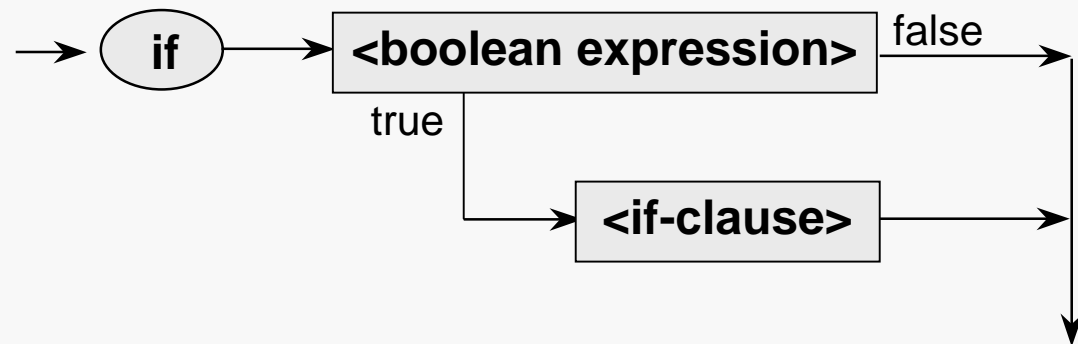 if
<boolean expression>
false
true
<if-clause>